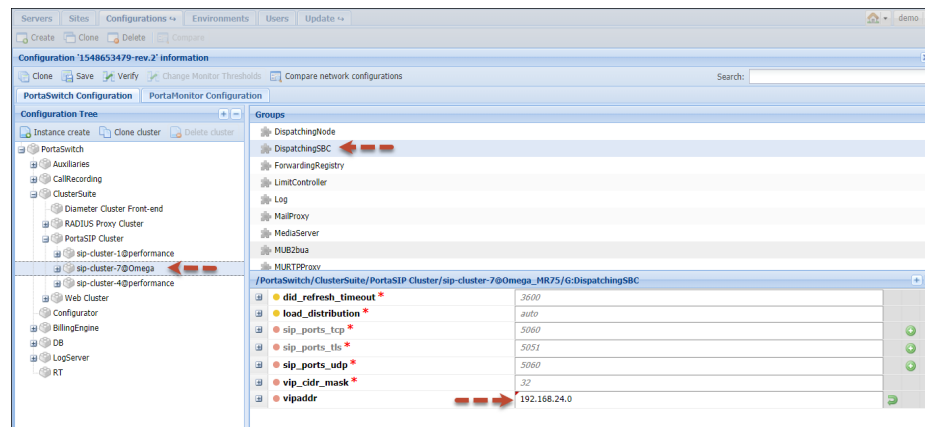 Servers Sites Configurations Environments Users Update demo
Create Clone Delete Compare
Configuration '1548653479-rev.2' information
Clone Save Verify Change Monitor Thresholds Compare network configurations Search:
PortaSwitch Configuration PortaMonitor Configuration
Configuration Tree
Groups
Instance create Clone cluster Delete cluster
DispatchingNode
DispatchingSBC
ForwardingRegistry
LimitController
Log
MailProxy
MediaServer
MUB2bua
MURTPProxy
PortaSwitch
Auxiliaries
CallRecording
ClusterSuite
Diameter Cluster Front-end
RADIUS Proxy Cluster
PortaSIP Cluster
sip-cluster-1@performance
sip-cluster-7@Omega
sip-cluster-4@performance
Web Cluster
Configurator
BillingEngine
DB
LogServer
RT
/PortaSwitch/ClusterSuite/PortaSIP Cluster/sip-cluster-7@Omega_MR75/G:DispatchingSBC
did_refresh_timeout * 3600
load_distribution * auto
sip_ports_tcp * 5060
sip_ports_tls * 5051
sip_ports_udp * 5060
vip_cidr_mask * 32
vipaddr 192.168.24.0